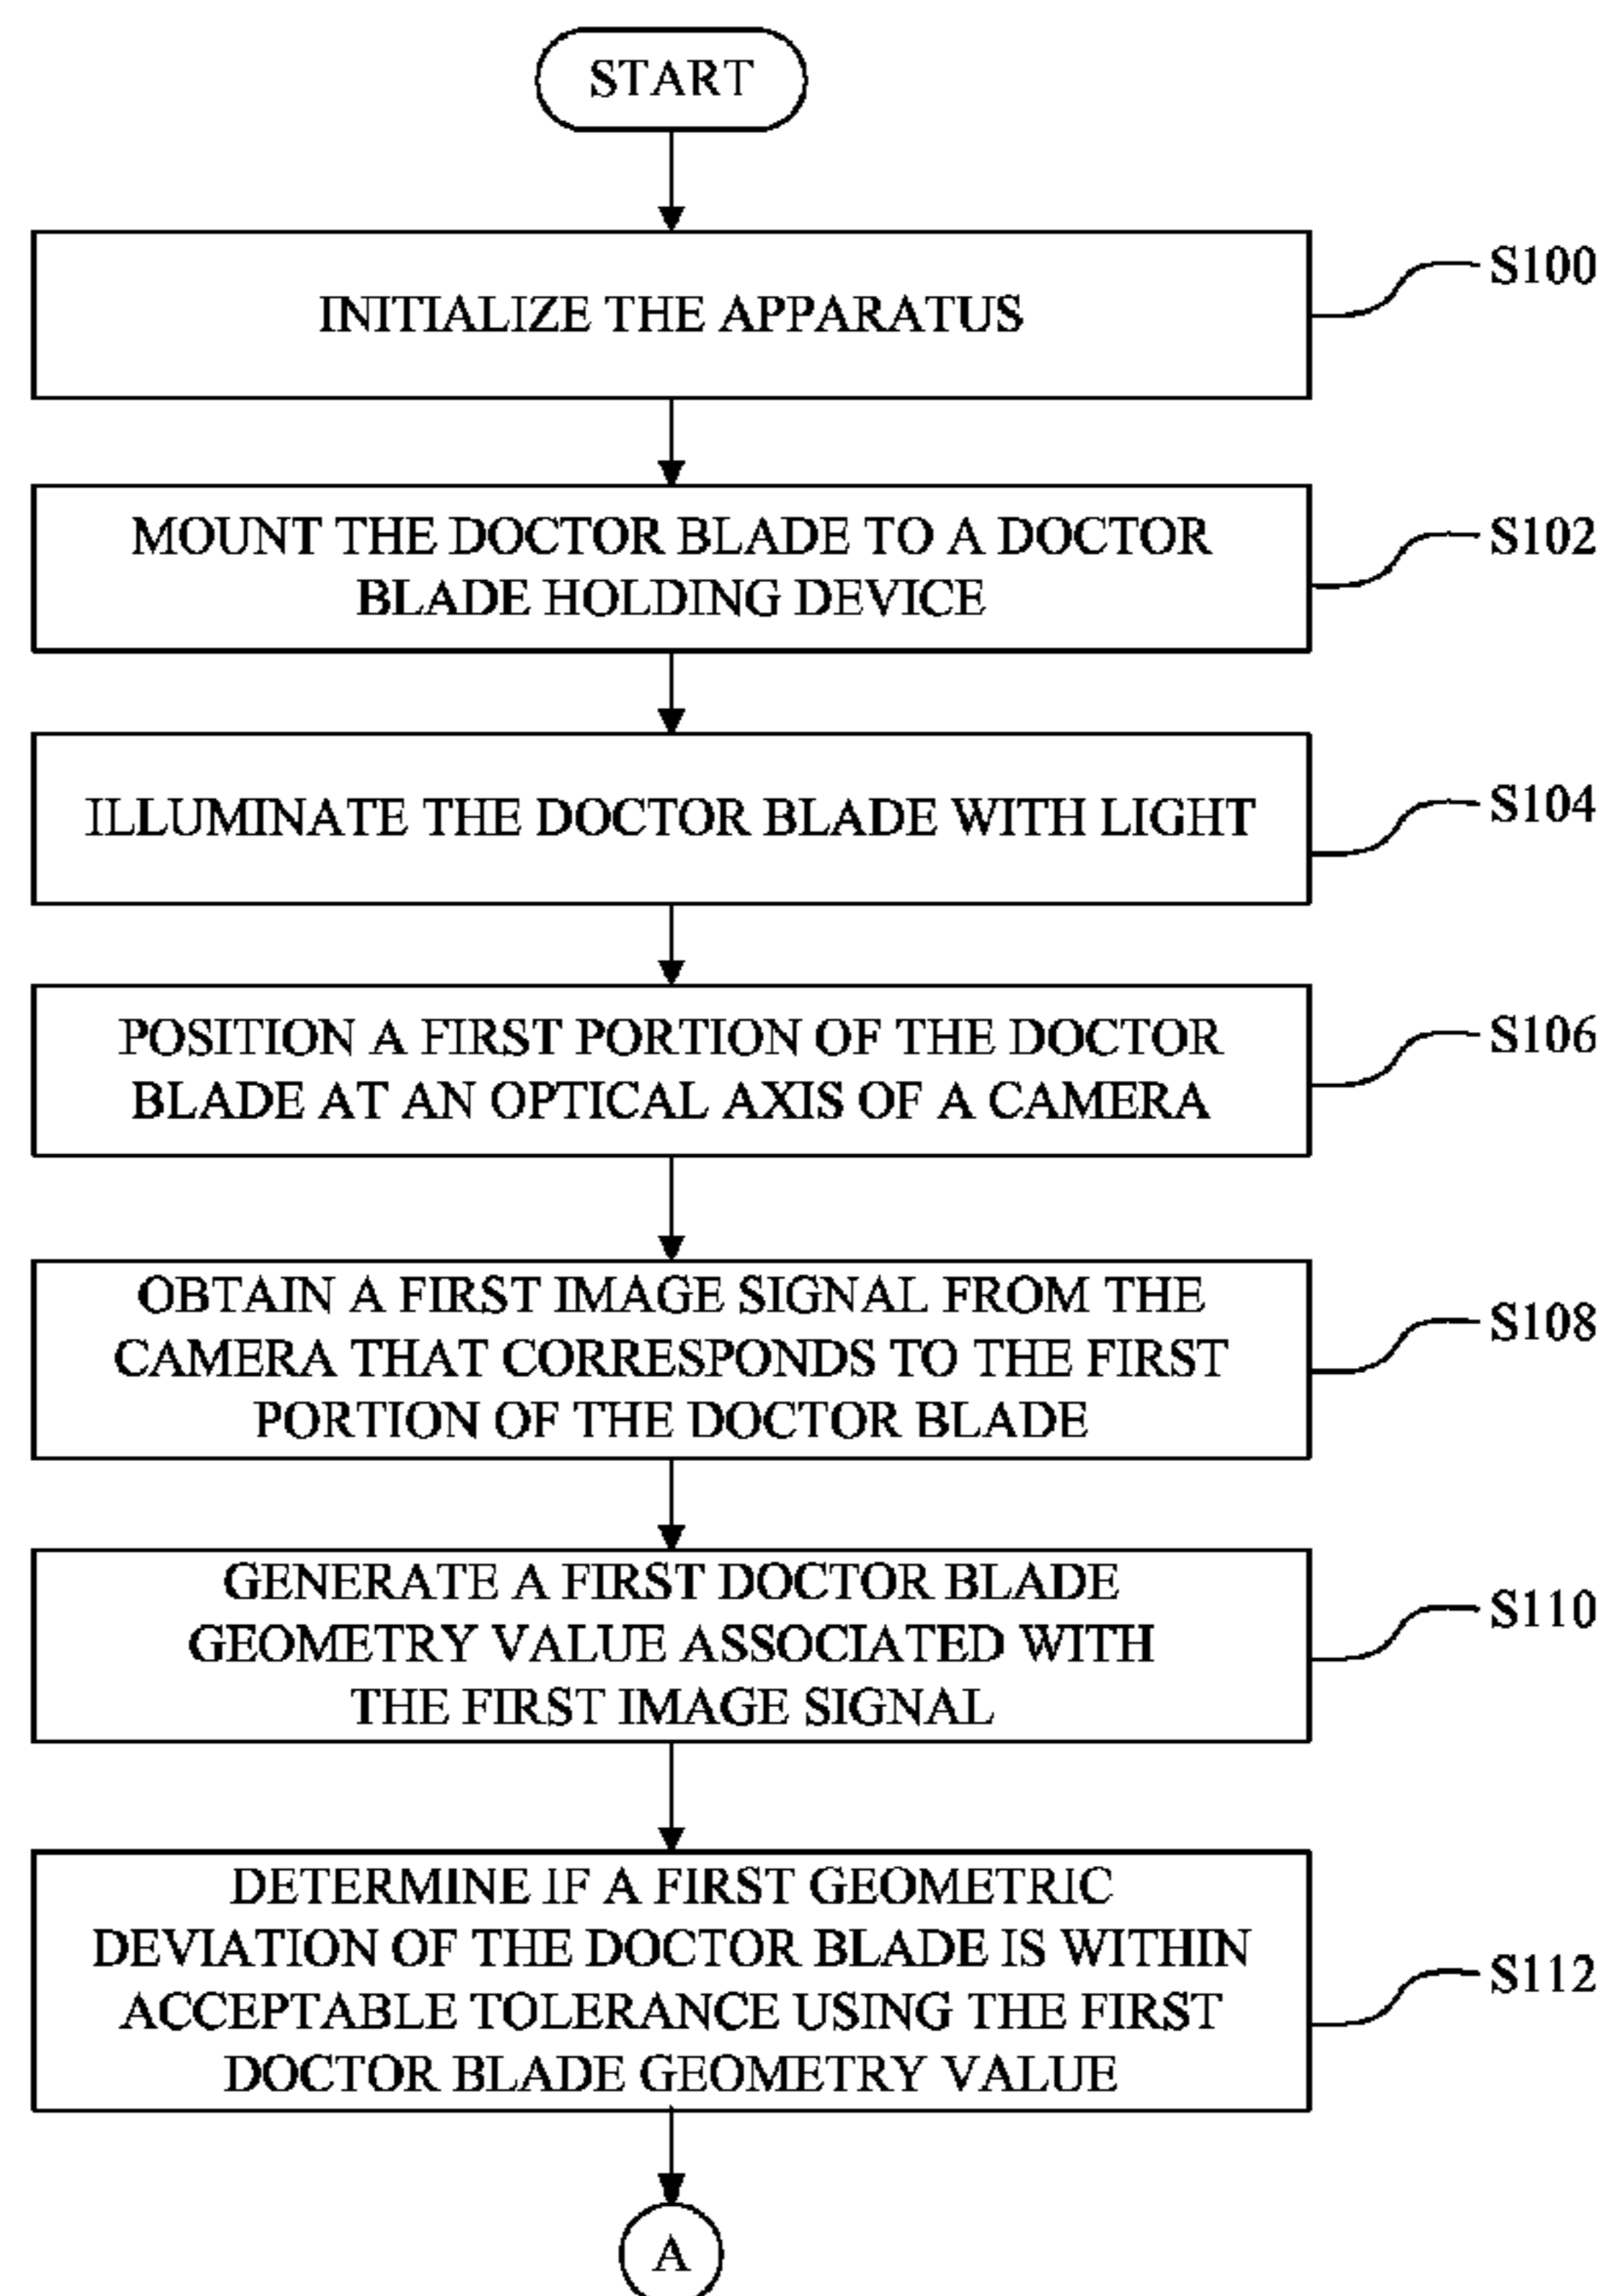 START
INITIALIZE THE APPARATUS
S100
MOUNT THE DOCTOR BLADE TO A DOCTOR
BLADE HOLDING DEVICE
S102
ILLUMINATE THE DOCTOR BLADE WITH LIGHT
S104
POSITION A FIRST PORTION OF THE DOCTOR
BLADE AT AN OPTICAL AXIS OF A CAMERA
S106
OBTAIN A FIRST IMAGE SIGNAL FROM THE
CAMERA THAT CORRESPONDS TO THE FIRST
PORTION OF THE DOCTOR BLADE
S108
GENERATE A FIRST DOCTOR BLADE
GEOMETRY VALUE ASSOCIATED WITH
THE FIRST IMAGE SIGNAL
S110
DETERMINE IF A FIRST GEOMETRIC
DEVIATION OF THE DOCTOR BLADE IS WITHIN
ACCEPTABLE TOLERANCE USING THE FIRST
DOCTOR BLADE GEOMETRY VALUE
S112
A